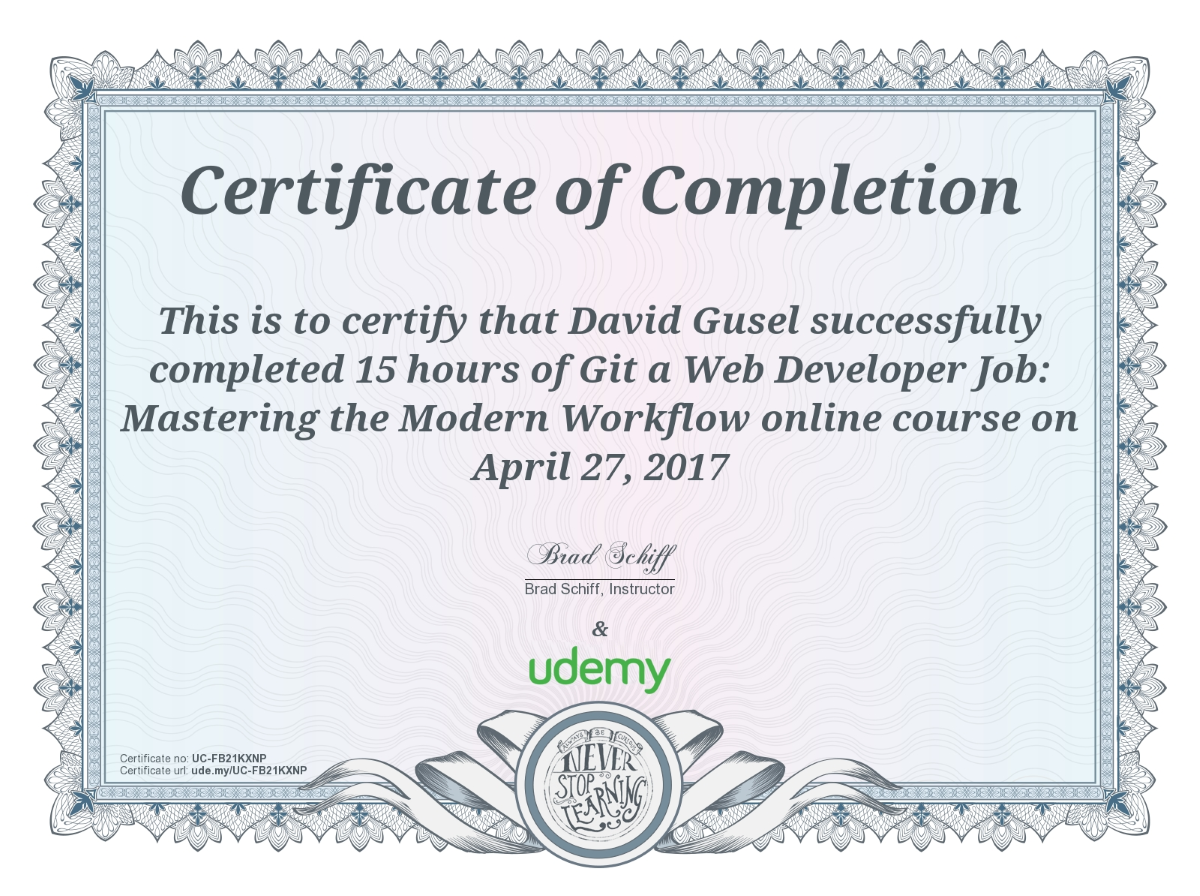 Certificate of Completion
This is to certify that David Gusel successfully
completed 15 hours of Git a Web Developer Job:
Mastering the Modern Workflow online course on
April 27, 2017
Brad Schiff
Brad Schiff, Instructor
&
udemy
Certificate no: UC-FB21KXNP
Certificate url: ude.my/UC-FB21KXNP
ALWAYS BE
NEVER
STOP
LEARNING